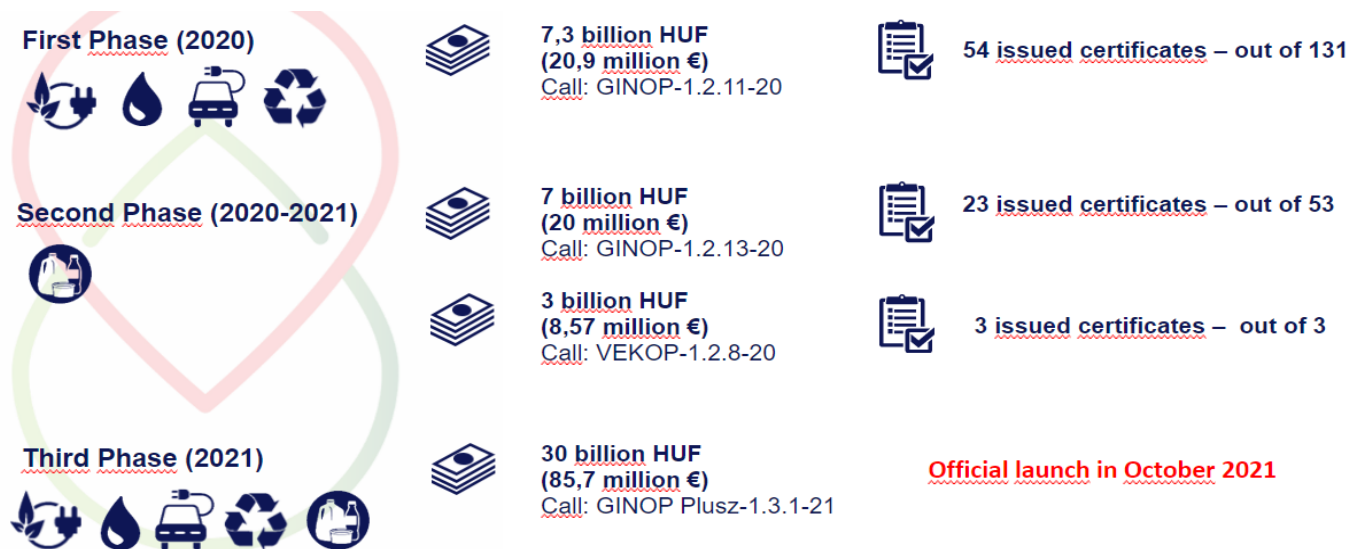 First Phase (2020)
7,3 billion HUF
(20,9 million €)
Call: GINOP-1.2.11-20
54 issued certificates – out of 131
Second Phase (2020-2021)
7 billion HUF
(20 million €)
Call: GINOP-1.2.13-20
23 issued certificates – out of 53
3 billion HUF
(8,57 million €)
Call: VEKOP-1.2.8-20
3 issued certificates – out of 3
Third Phase (2021)
30 billion HUF
(85,7 million €)
Call: GINOP Plusz-1.3.1-21
Official launch in October 2021